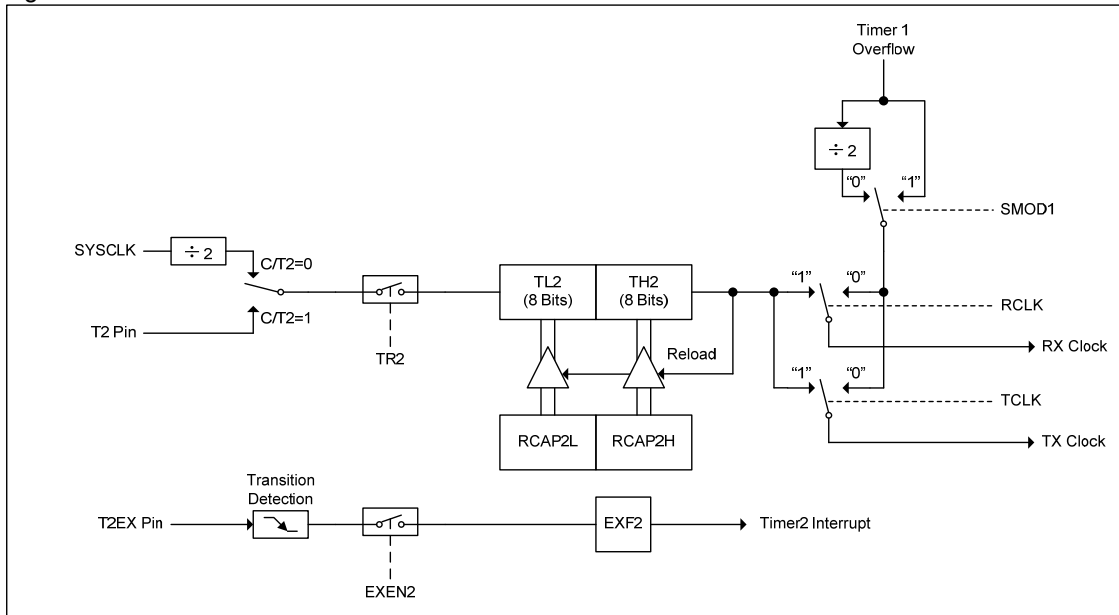 Timer 1
Overflow
÷ 2
“0”
“1”
SMOD1
SYSCLK
÷ 2
C/T2=0
C/T2=1
T2 Pin
TR2
TL2
(8 Bits)
TH2
(8 Bits)
“1”
“0”
RCLK
RX Clock
Reload
“1”
“0”
TCLK
TX Clock
RCAP2L
RCAP2H
Transition
Detection
T2EX Pin
EXEN2
EXF2
Timer2 Interrupt